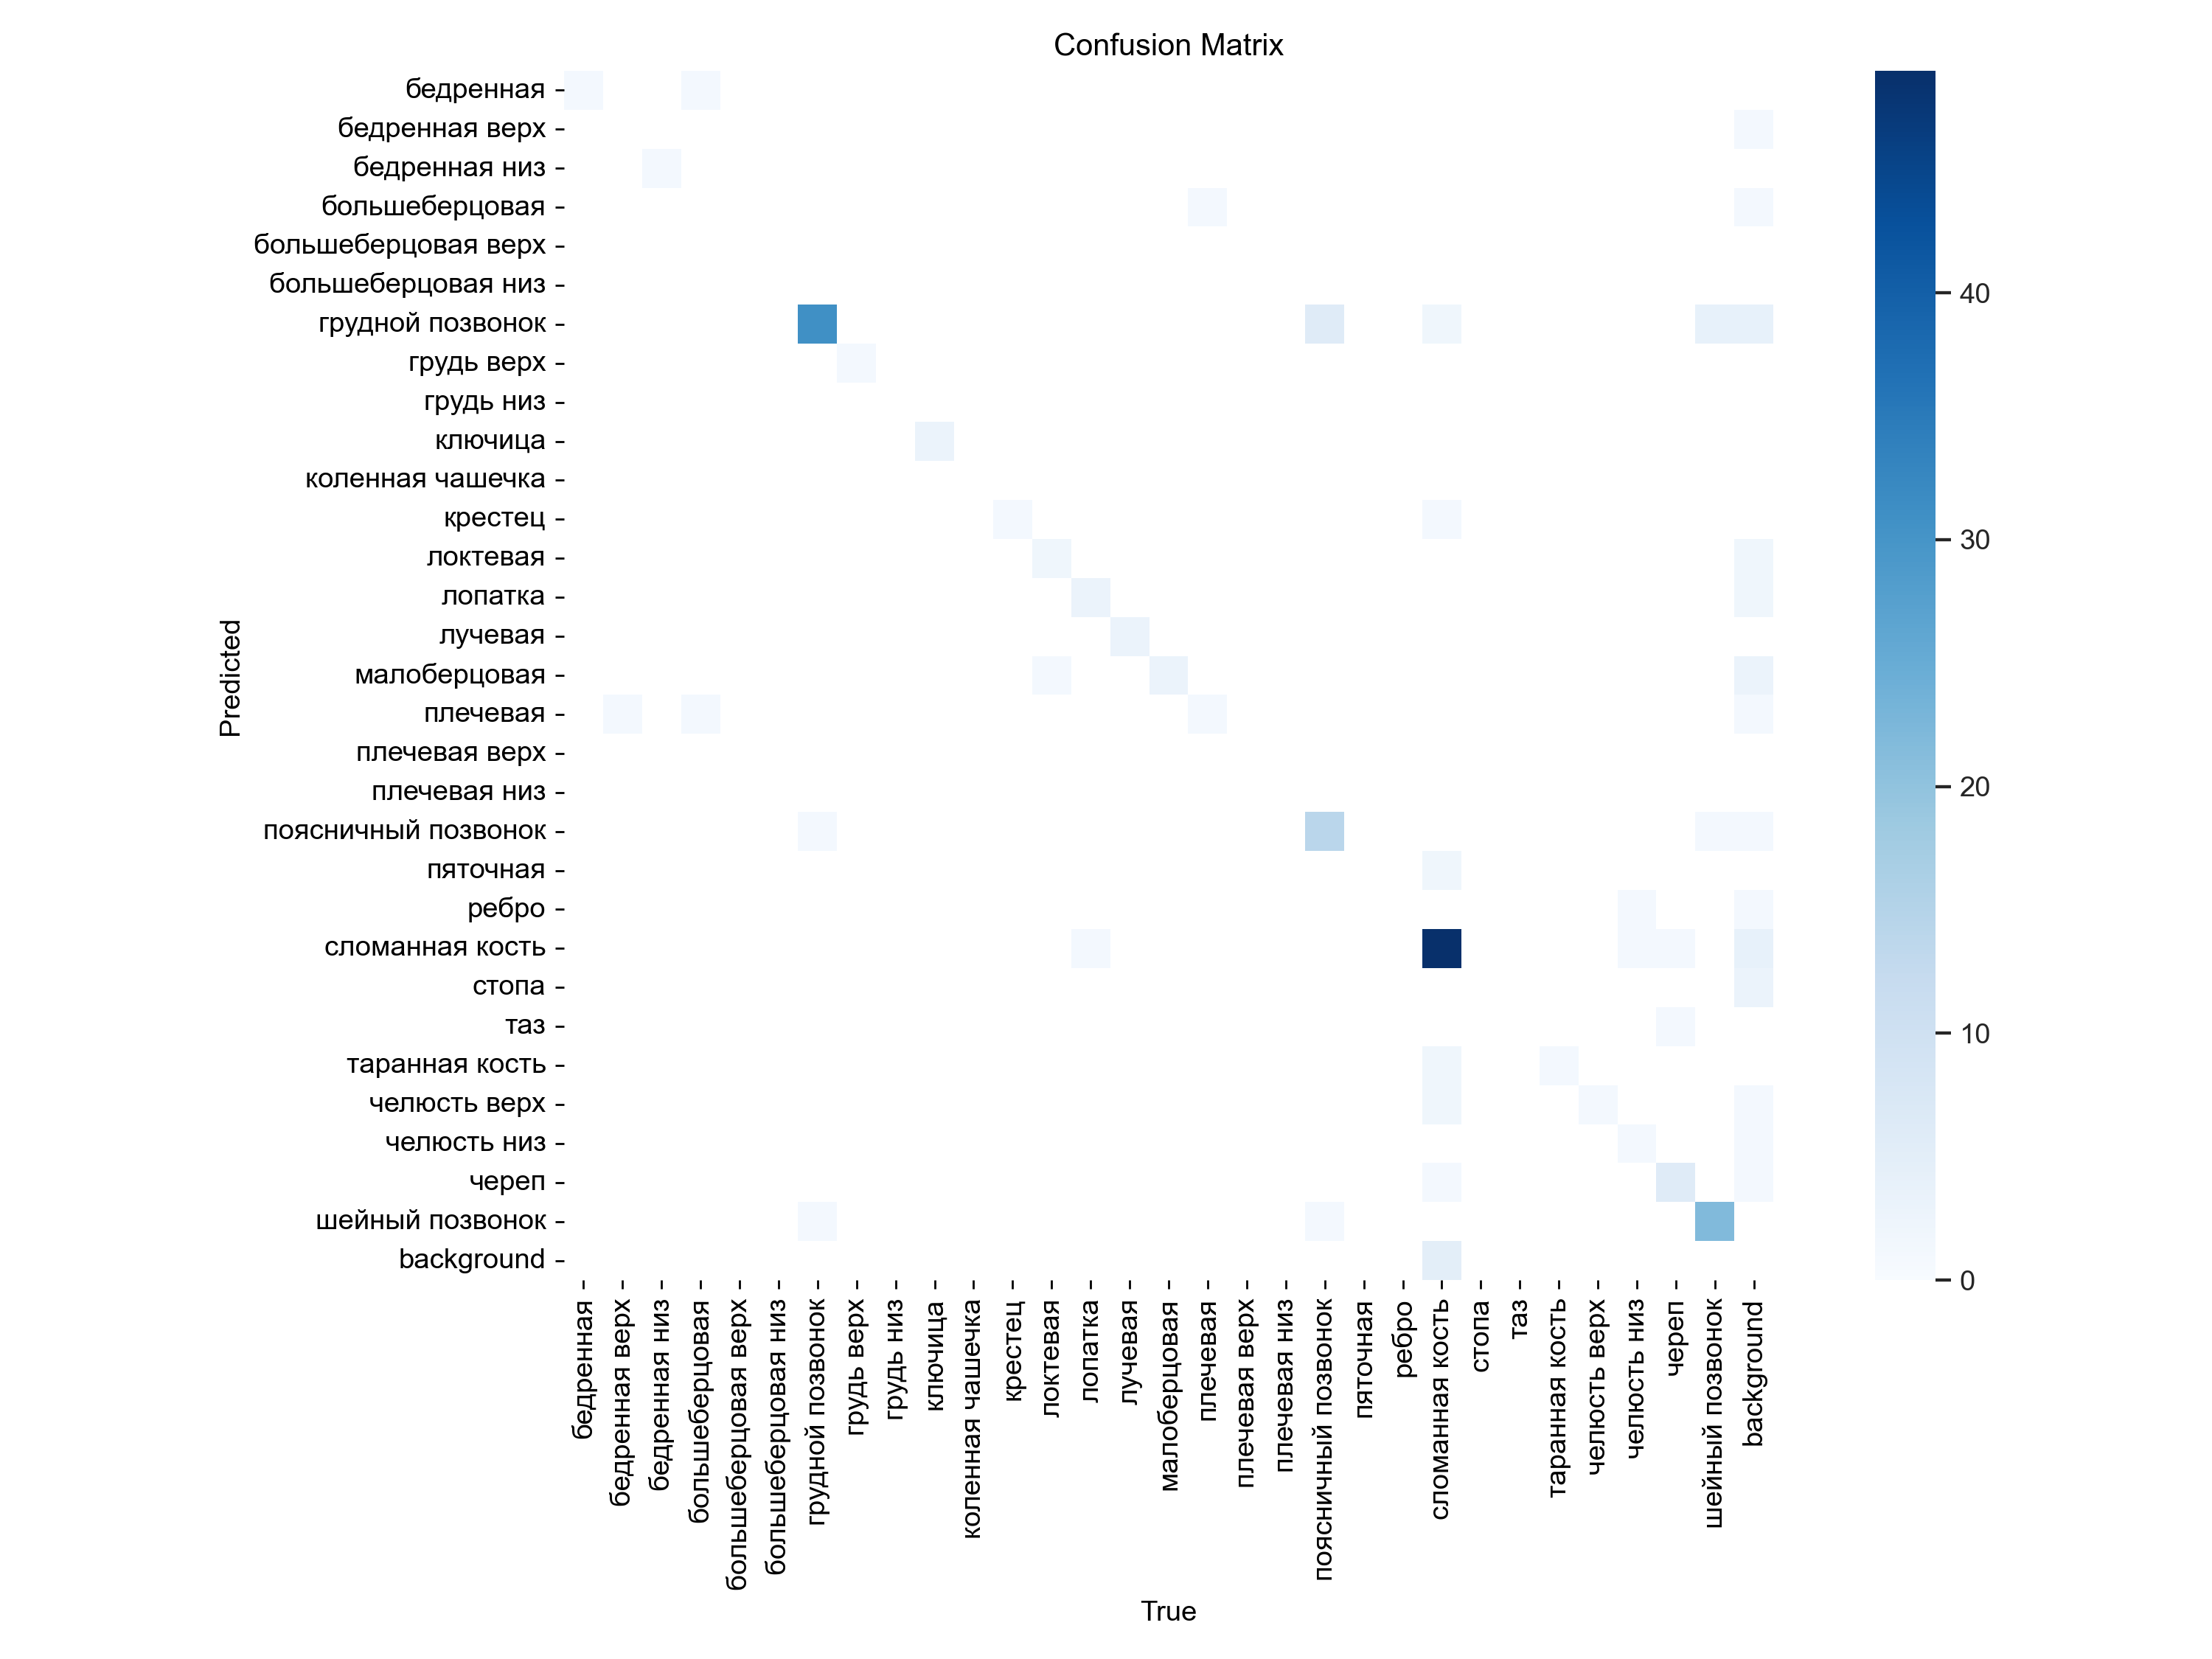 Confusion Matrix
бедренная
бедренная верх
бедренная низ
большеберцовая
большеберцовая верх
большеберцовая низ
грудной позвонок
грудь верх
грудь низ
ключица
коленная чашечка
крестец
локтевая
лопатка
лучевая
малоберцовая
плечевая
плечевая верх
плечевая низ
поясничный позвонок
пяточная
ребро
сломанная кость
стопа
таз
таранная кость
челюсть верх
челюсть низ
череп
шейный позвонок
background
Predicted
бедренная
бедренная верх
бедренная низ
большеберцовая
большеберцовая верх
большеберцовая низ
грудной позвонок
грудь верх
грудь низ
ключица
коленная чашечка
крестец
локтевая
лопатка
лучевая
малоберцовая
плечевая
плечевая верх
плечевая низ
поясничный позвонок
пяточная
ребро
сломанная кость
стопа
таз
таранная кость
челюсть верх
челюсть низ
череп
шейный позвонок
background
True
40
30
20
10
0